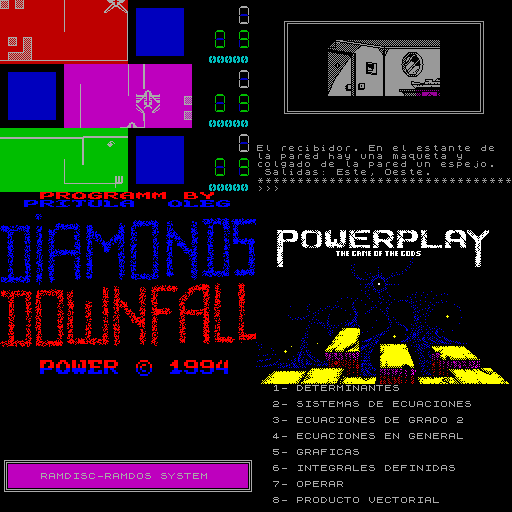 0
09
00000
0
09
00000
0
09
00000
El recibidor. En el estante de
la pared hay una maqueta y
colgado de la pared un espejo.
Salidas: Este, Oeste.
********************************
>>>
PROGRAMM BY
PRITULA OLEG
DIAMONDS
DOWNFALL
POWER © 1994
RAMDISC-RAMDOS SYSTEM
POWERPLAY
THE GAME OF THE GODS
1- DETERMINANTES
2- SISTEMAS DE ECUACIONES
3- ECUACIONES DE GRADO 2
4- ECUACIONES EN GENERAL
5- GRAFICAS
6- INTEGRALES DEFINIDAS
7- OPERAR
8- PRODUCTO VECTORIAL